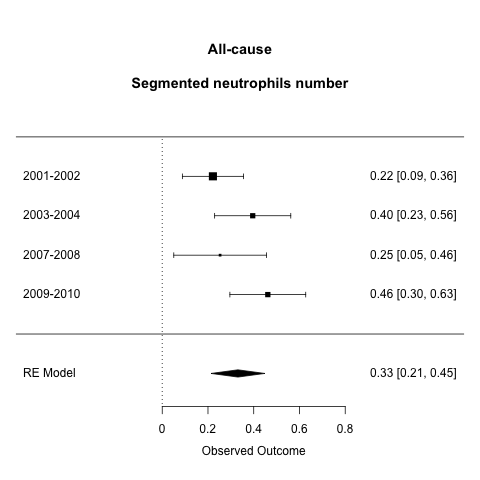 All-cause
Segmented neutrophils number
2001-2002 0.22 [0.09, 0.36]
2003-2004 0.40 [0.23, 0.56]
2007-2008 0.25 [0.05, 0.46]
2009-2010 0.46 [0.30, 0.63]
RE Model 0.33 [0.21, 0.45]
0 0.2 0.4 0.6 0.8
Observed Outcome